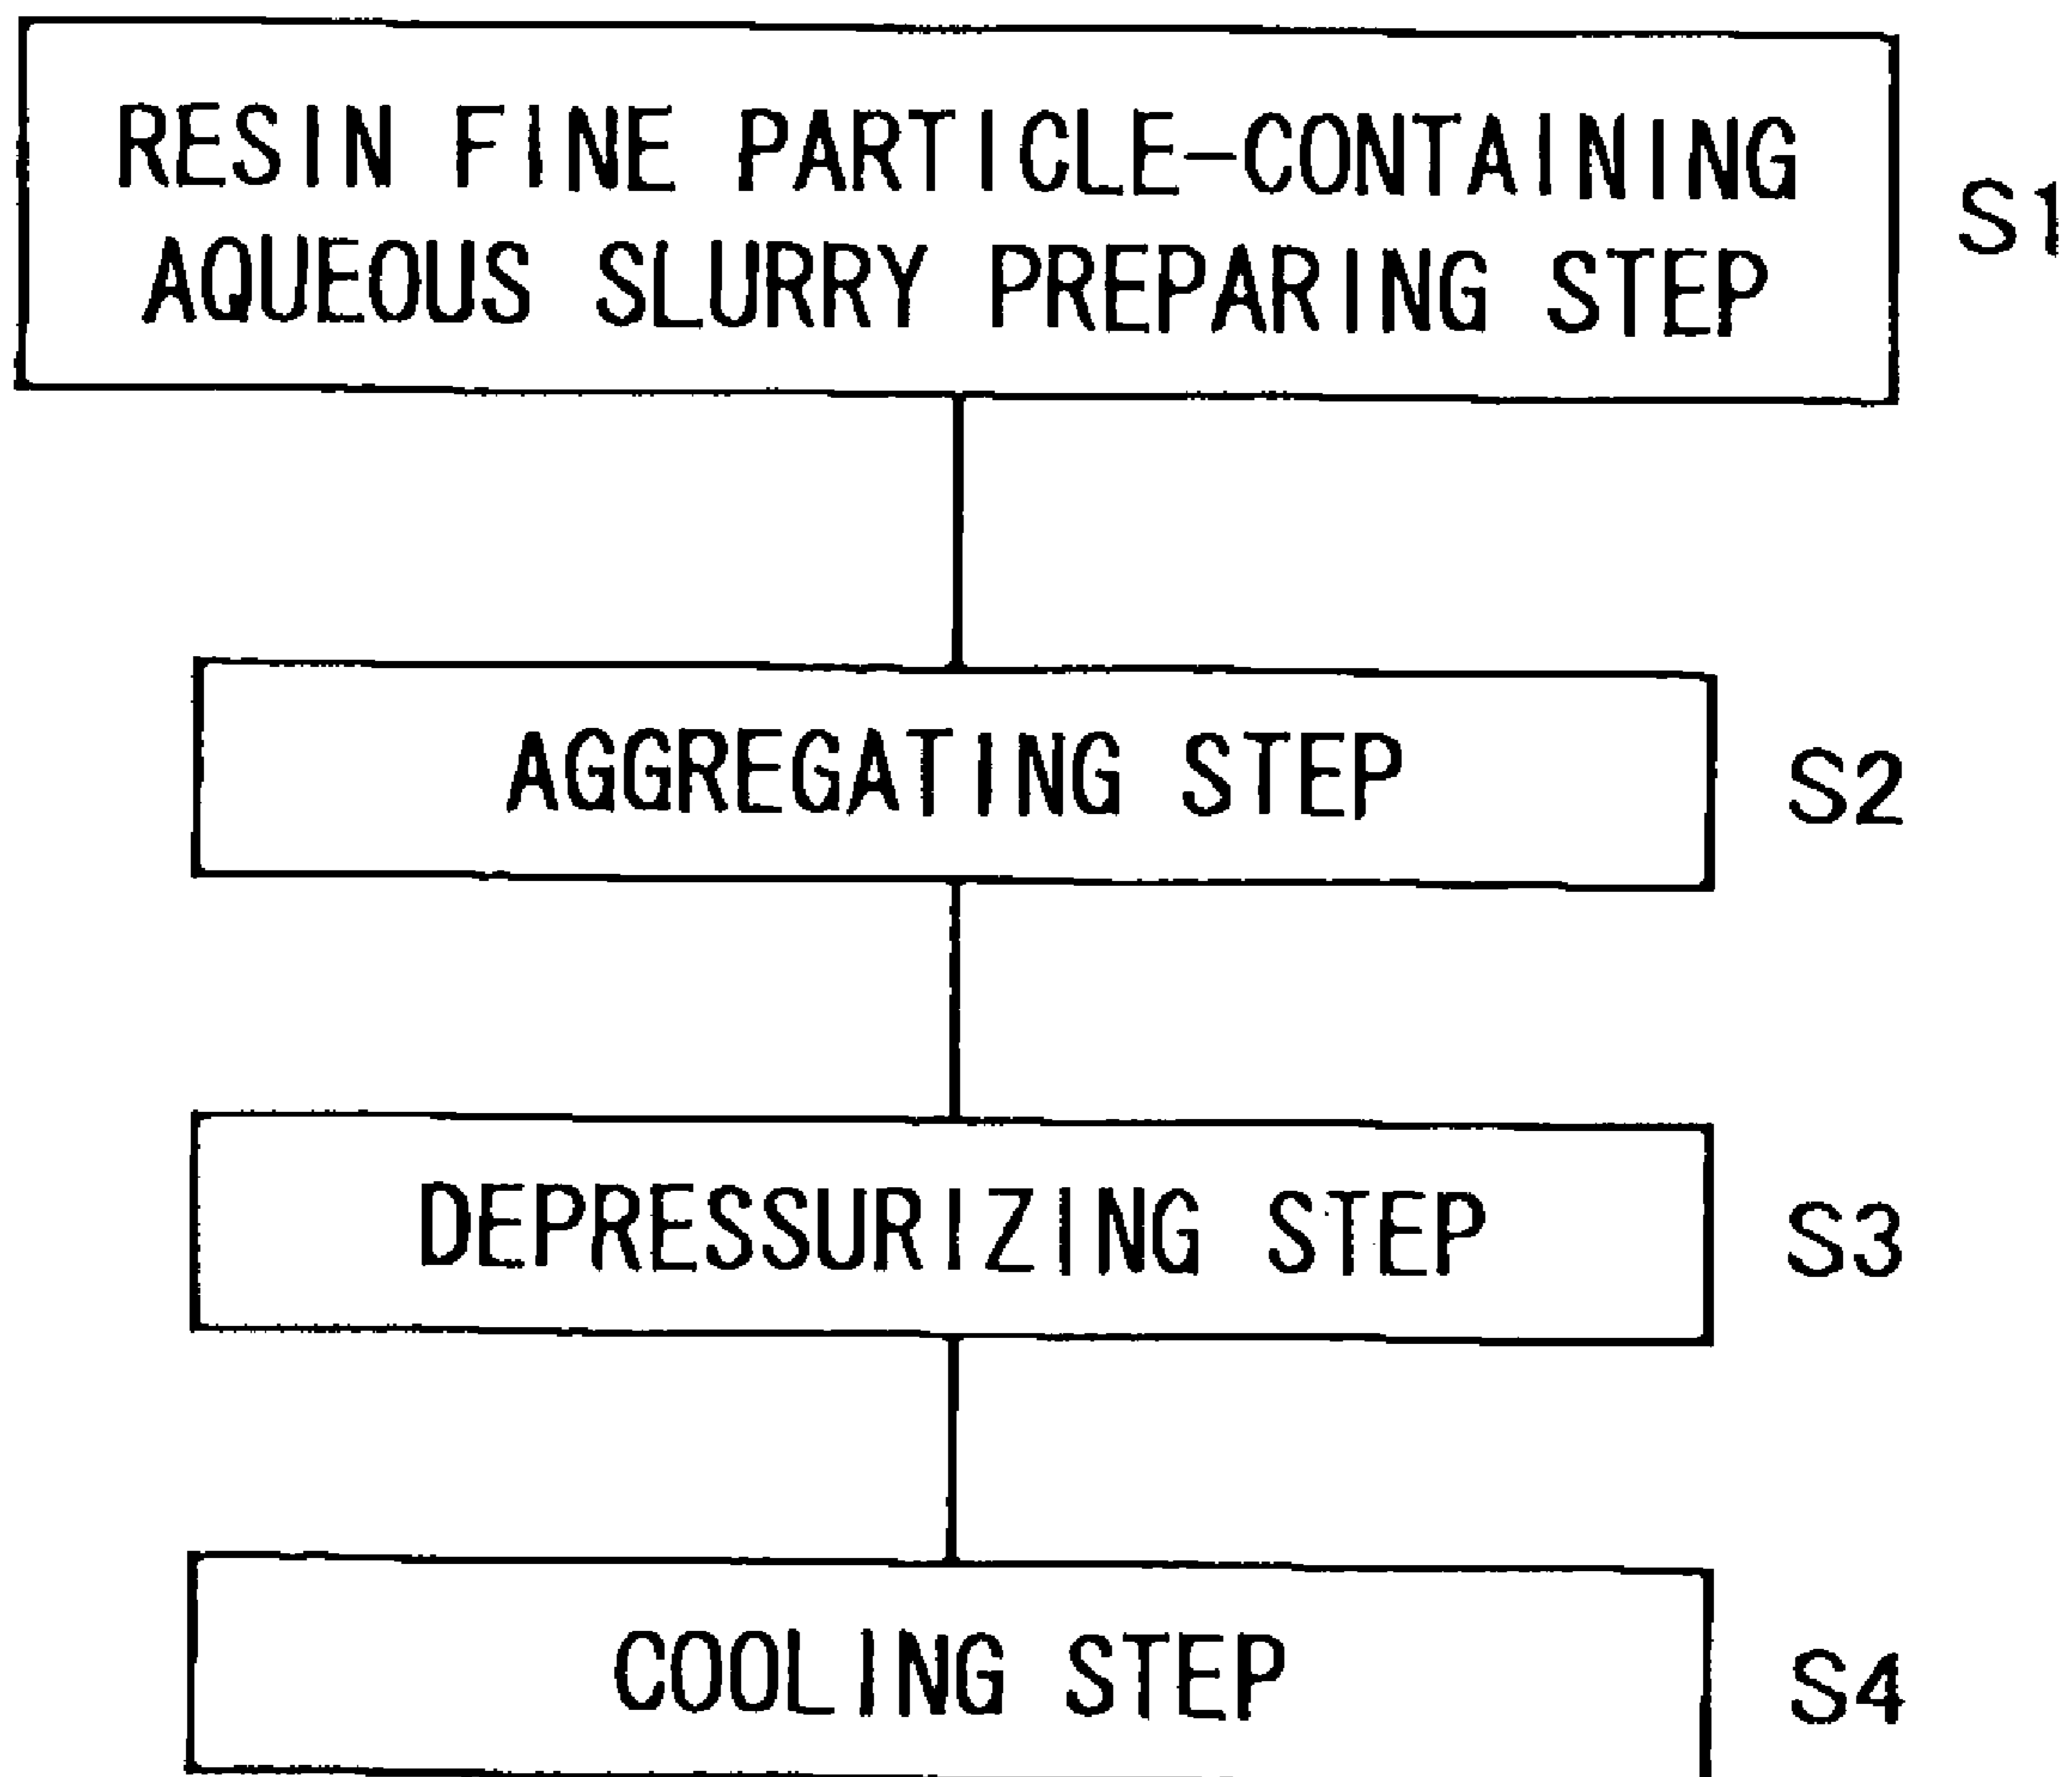 RESIN FINE PARTICLE-CONTAINING
AQUEOUS SLURRY PREPARING STEP
S1
AGGREGATING STEP
S2
DEPRESSURIZING STEP
S3
COOLING STEP
S4